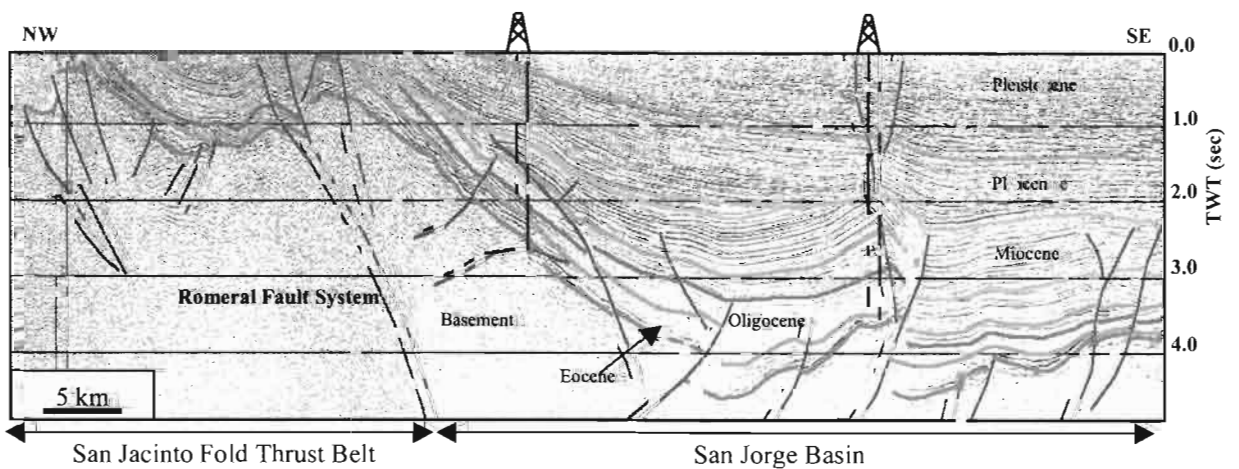 NW
SE
0.0
1.0
2.0
3.0
4.0
TWT (sec)
Miocene
Romeral Fault System
Basement
Oligocene
Eocene
5 km
San Jacinto Fold Thrust Belt
San Jorge Basin